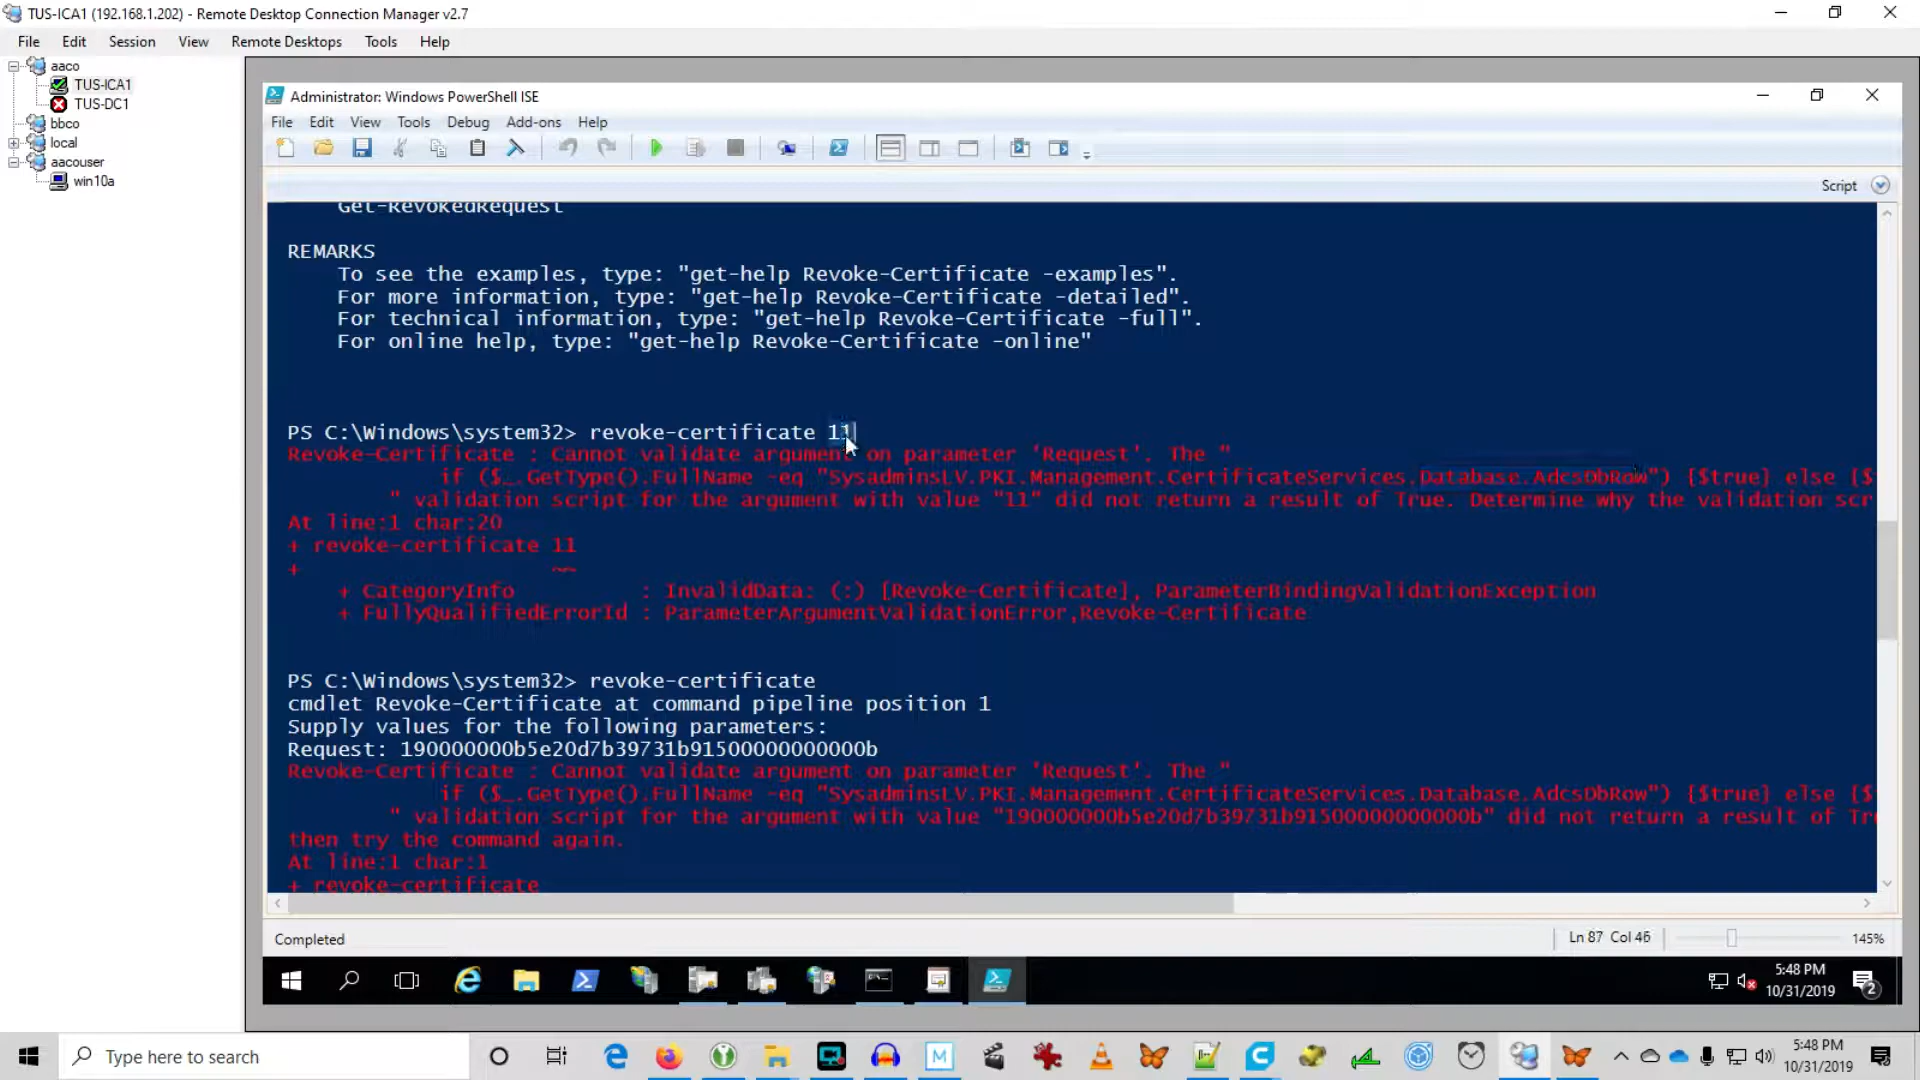 TUS-ICA1 (192.168.1.202) - Remote Desktop Connection Manager v2.7
File Edit Session View Remote Desktops Tools Help
aaco
TUS-ICA1
TUS-DC1
bbco
local
aacouser
win10a
Administrator: Windows PowerShell ISE
File Edit View Tools Debug Add-ons Help
Script
Get-RevokedRequest
REMARKS
To see the examples, type: "get-help Revoke-Certificate -examples".
For more information, type: "get-help Revoke-Certificate -detailed".
For technical information, type: "get-help Revoke-Certificate -full".
For online help, type: "get-help Revoke-Certificate -online"
PS C:\Windows\system32> revoke-certificate 11
Revoke-Certificate : Cannot validate argument on parameter 'Request'. The "
if ($_.GetType().FullName -eq "SysadminsLV.PKI.Management.CertificateServices.Database.AdcsDbRow") {$true} else {$
" validation script for the argument with value "11" did not return a result of True. Determine why the validation scr
At line:1 char:20
+ revoke-certificate 11
+ ~~
+ CategoryInfo : InvalidData: (:) [Revoke-Certificate], ParameterBindingValidationException
+ FullyQualifiedErrorId : ParameterArgumentValidationError,Revoke-Certificate
PS C:\Windows\system32> revoke-certificate
cmdlet Revoke-Certificate at command pipeline position 1
Supply values for the following parameters:
Request: 190000000b5e20d7b39731b91500000000000b
Revoke-Certificate : Cannot validate argument on parameter 'Request'. The "
if ($_.GetType().FullName -eq "SysadminsLV.PKI.Management.CertificateServices.Database.AdcsDbRow") {$true} else {$
" validation script for the argument with value "190000000b5e20d7b39731b91500000000000b" did not return a result of Tr
then try the command again.
At line:1 char:1
+ revoke-certificate
Completed
Ln 87 Col 46
145%
5:48 PM
10/31/2019
2
Type here to search
5:48 PM
10/31/2019